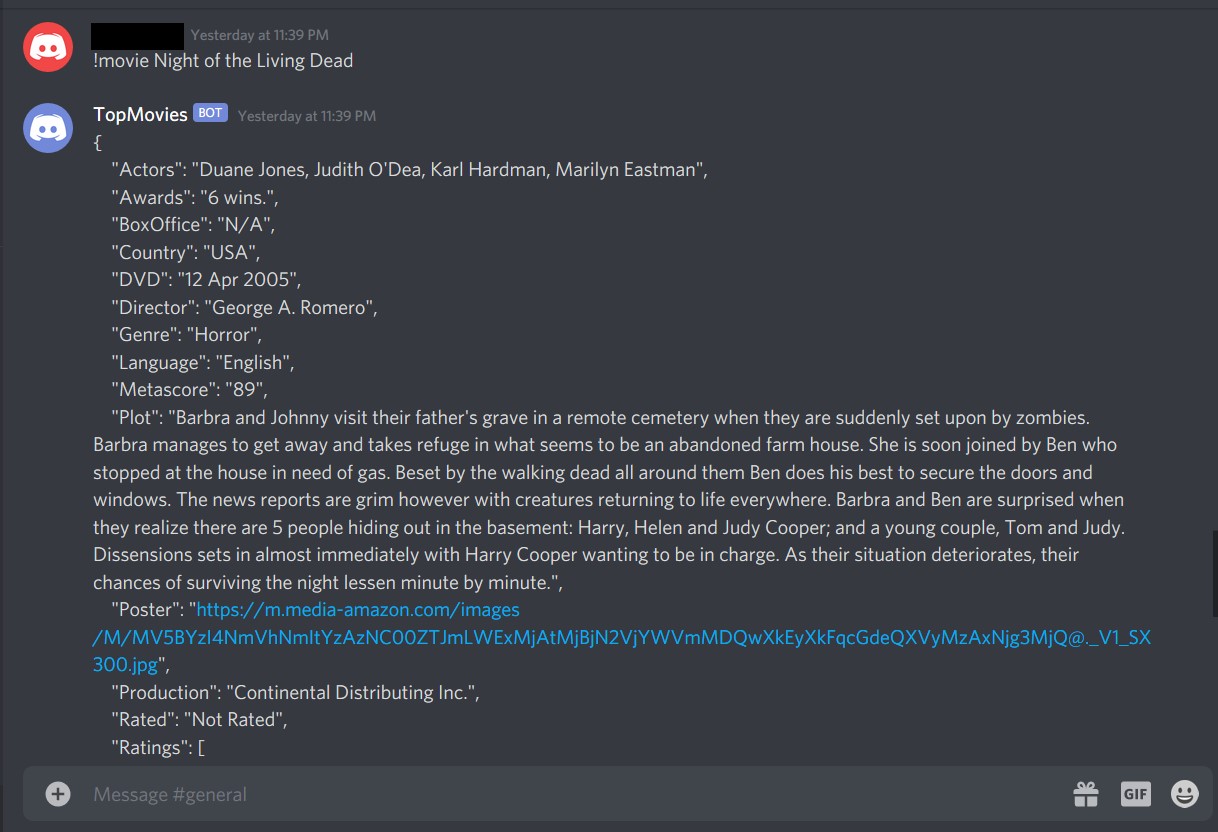 Yesterday at 11:39 PM
!movie Night of the Living Dead
TopMovies BOT Yesterday at 11:39 PM
{
"Actors": "Duane Jones, Judith O'Dea, Karl Hardman, Marilyn Eastman",
"Awards": "6 wins.",
"BoxOffice": "N/A",
"Country": "USA",
"DVD": "12 Apr 2005",
"Director": "George A. Romero",
"Genre": "Horror",
"Language": "English",
"Metascore": "89",
"Plot": "Barbra and Johnny visit their father's grave in a remote cemetery when they are suddenly set upon by zombies.
Barbra manages to get away and takes refuge in what seems to be an abandoned farm house. She is soon joined by Ben who
stopped at the house in need of gas. Beset by the walking dead all around them Ben does his best to secure the doors and
windows. The news reports are grim however with creatures returning to life everywhere. Barbra and Ben are surprised when
they realize there are 5 people hiding out in the basement: Harry, Helen and Judy Cooper; and a young couple, Tom and Judy.
Dissensions sets in almost immediately with Harry Cooper wanting to be in charge. As their situation deteriorates, their
chances of surviving the night lessen minute by minute.",
"Poster": "https://m.media-amazon.com/images
/M/MV5BYzI4NmVhNmItYzAzNC00ZTJmLWExMjAtMjBjN2VjYWVmMDQwXkEyXkFqcGdeQXVyMzAxNjg3MjQ@._V1_SX
300.jpg",
"Production": "Continental Distributing Inc.",
"Rated": "Not Rated",
"Ratings": [
Message #general
GIF